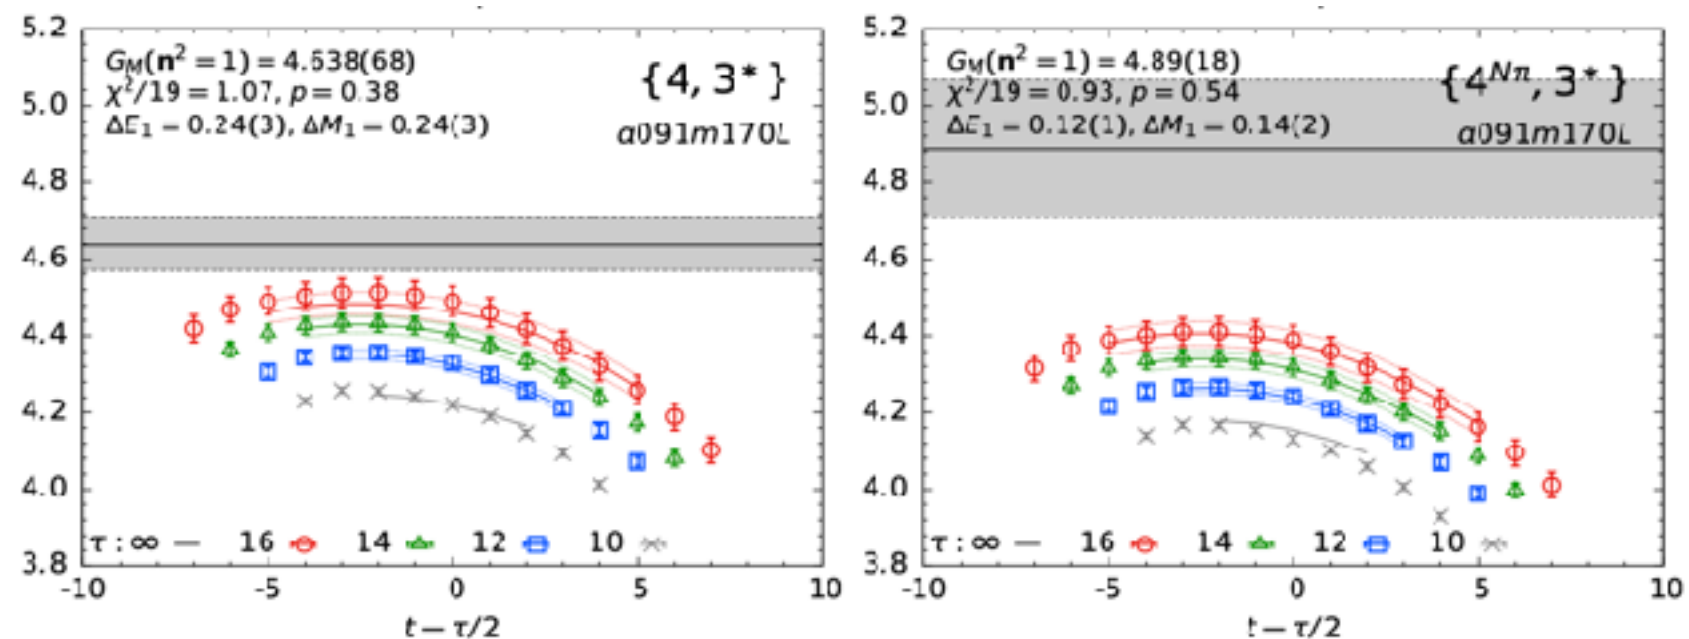 G_M(n² = 1) = 4.638(68)
χ²/19 = 1.07, p = 0.38
ΔE₁ = 0.24(3), ΔM₁ = 0.24(3)
{4, 3*}
a091m170L
5.2
5.0
4.8
4.6
4.4
4.2
4.0
3.8
τ : ∞ 16 14 12 10
-10 -5 0 5 10
t − τ/2
G_M(n² = 1) = 4.89(18)
χ²/19 = 0.93, p = 0.54
ΔE₁ = 0.12(1), ΔM₁ = 0.14(2)
{4^{Nπ}, 3*}
a091m170L
5.2
5.0
4.8
4.6
4.4
4.2
4.0
3.8
τ : ∞ 16 14 12 10
-10 -5 0 5 10
t − τ/2